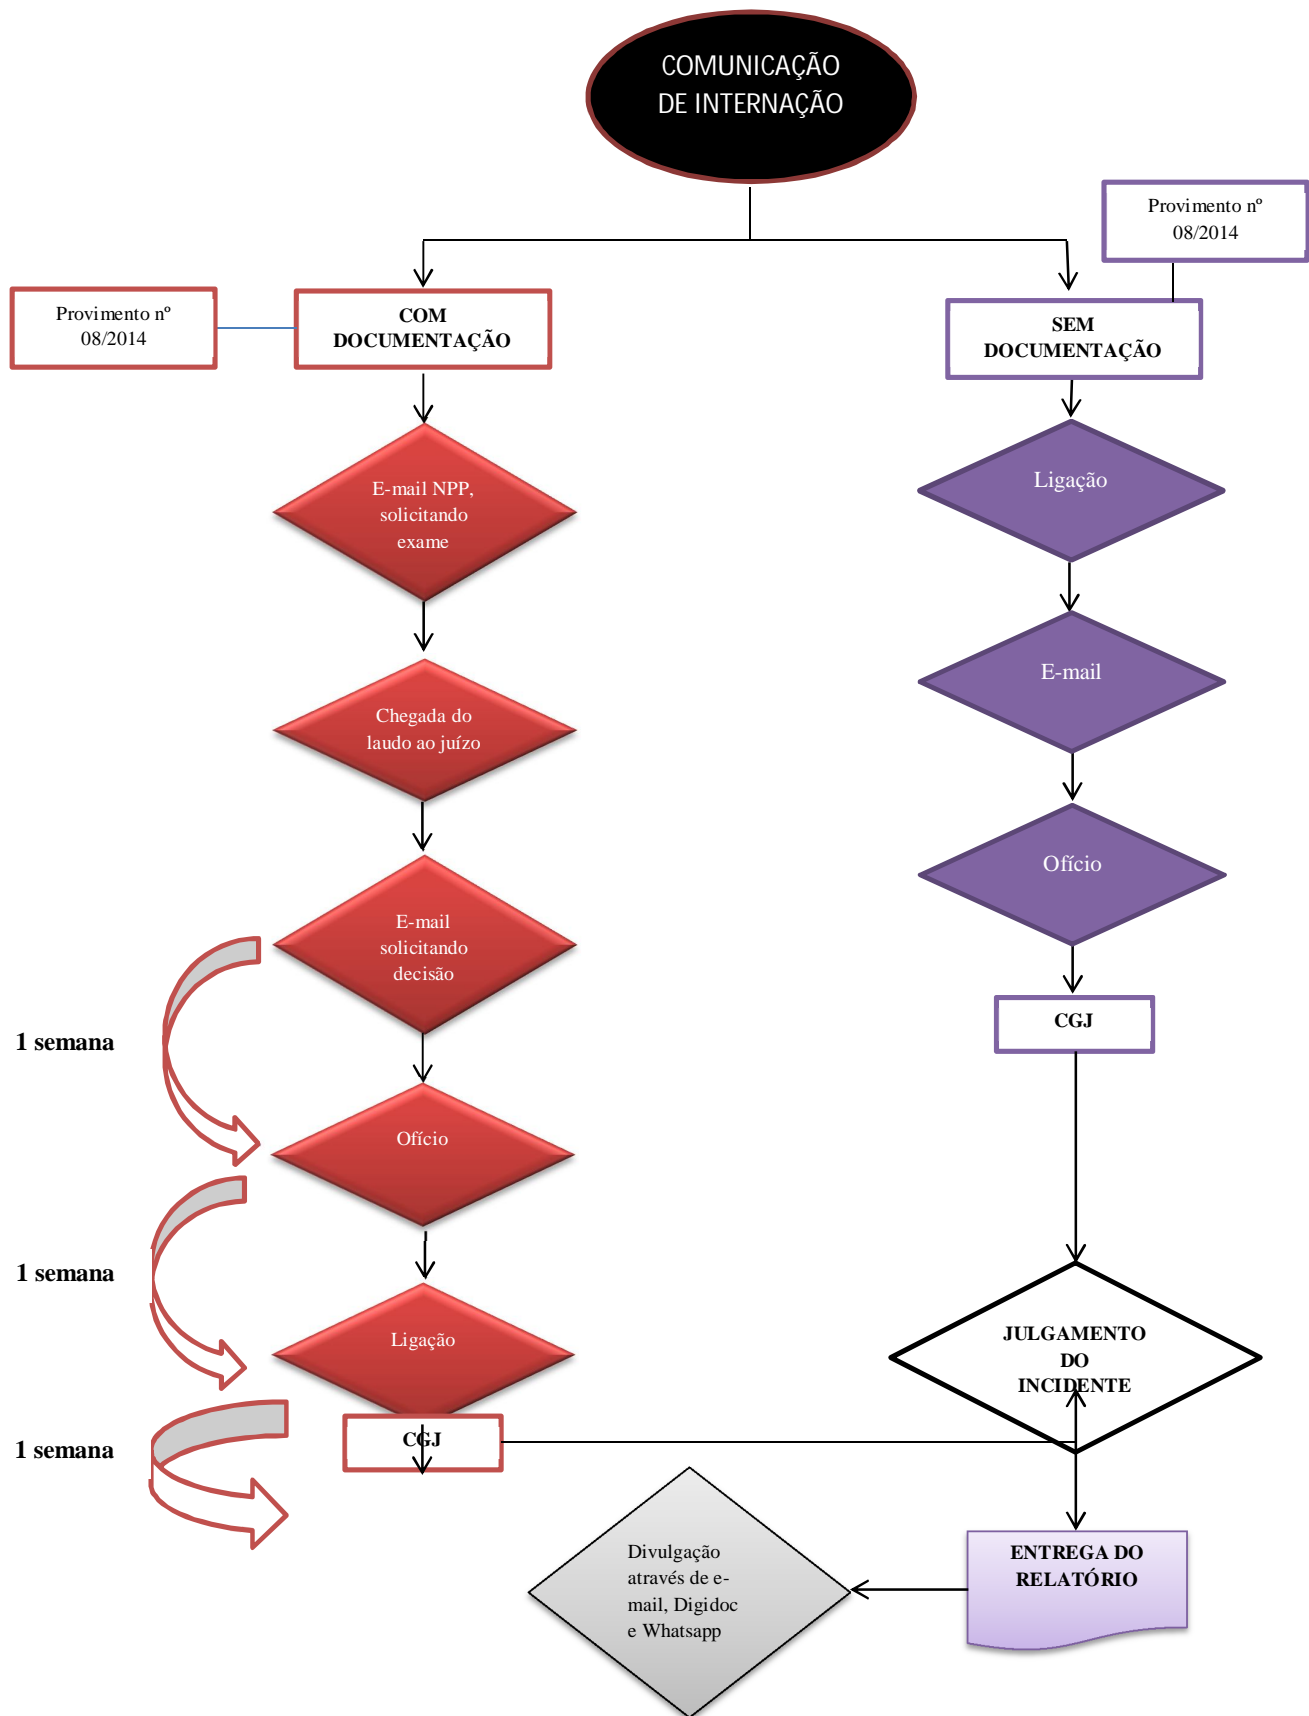 COMUNICAÇÃO
DE INTERNAÇÃO
Provimento nº
08/2014
Provimento nº
08/2014
COM
DOCUMENTAÇÃO
SEM
DOCUMENTAÇÃO
E-mail NPP,
solicitando
exame
Ligação
E-mail
Chegada do
laudo ao juízo
Ofício
E-mail
solicitando
decisão
CGJ
1 semana
Ofício
1 semana
Ligação
JULGAMENTO
DO
INCIDENTE
CGJ
1 semana
Divulgação
através de e-
mail, Digidoc
e Whatsapp
ENTREGA DO
RELATÓRIO